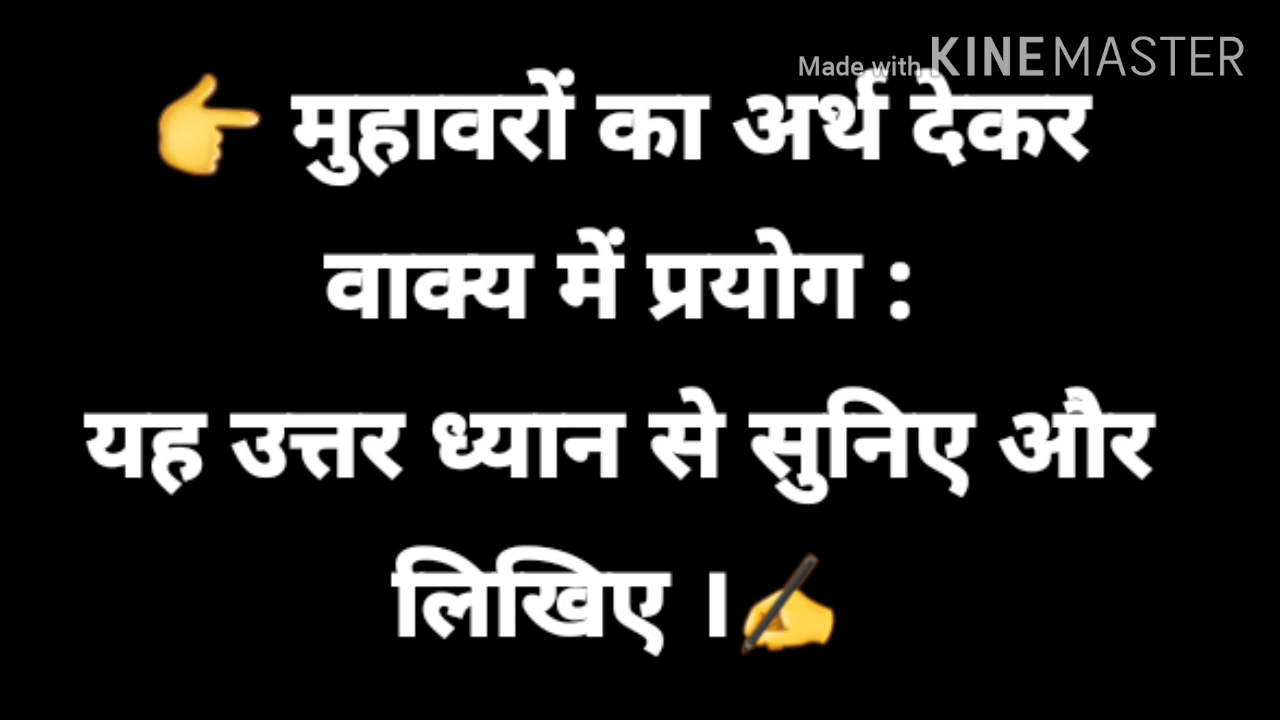 Made with KINEMASTER
👉 मुहावरों का अर्थ देकर
वाक्य में प्रयोग :
यह उत्तर ध्यान से सुनिए और
लिखिए ।✍